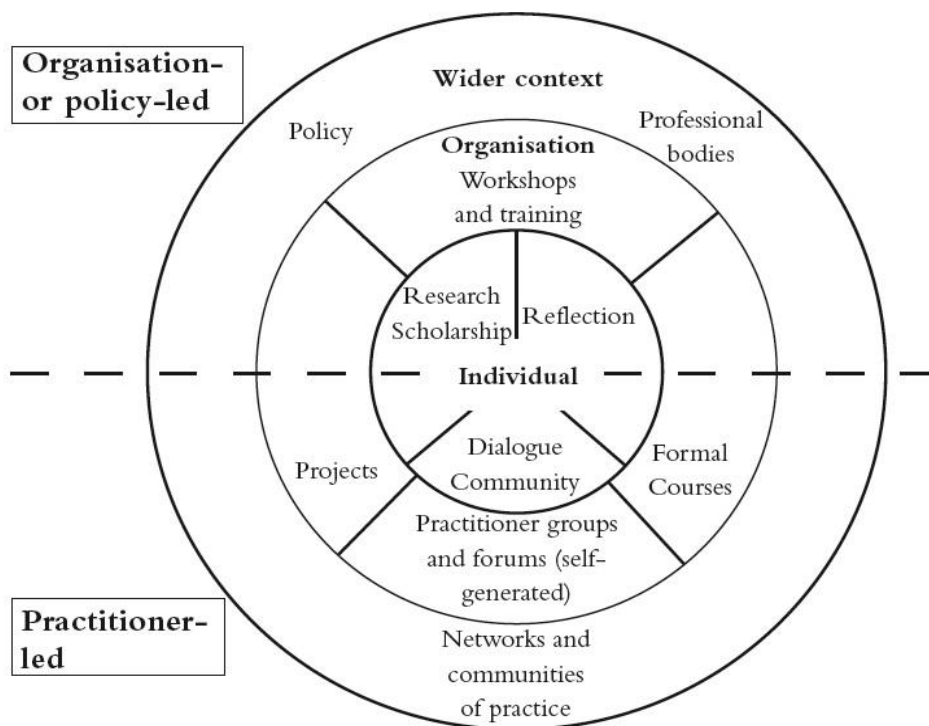 Organisation-
or policy-led
Wider context
Policy
Professional
bodies
Organisation
Workshops
and training
Research
Scholarship
Reflection
Individual
Projects
Dialogue
Community
Formal
Courses
Practitioner groups
and forums (self-
generated)
Practitioner-
led
Networks and
communities
of practice